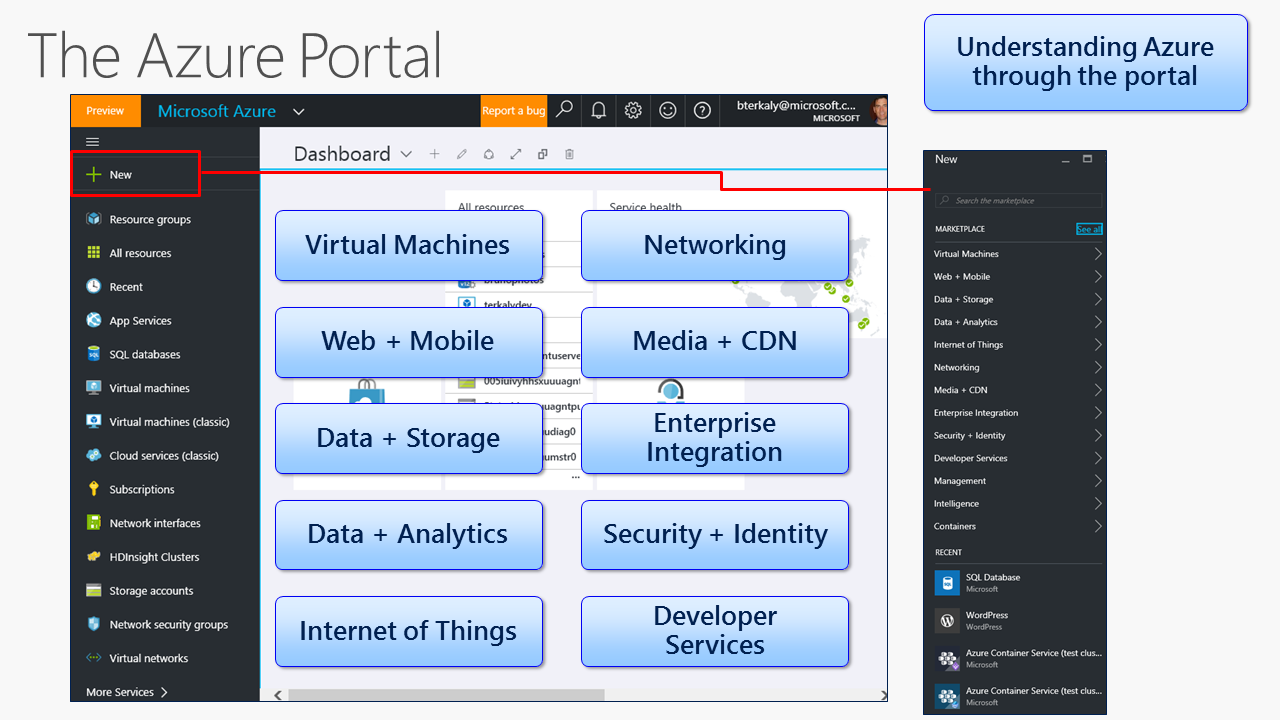 The Azure Portal
Understanding Azure
through the portal
Preview
Microsoft Azure
Report a bug
bterkaly@microsoft.c...
MICROSOFT
New
Resource groups
All resources
Recent
App Services
SQL databases
Virtual machines
Virtual machines (classic)
Cloud services (classic)
Subscriptions
Network interfaces
HDInsight Clusters
Storage accounts
Network security groups
Virtual networks
More Services
Dashboard
All resources
Service health
brunophotos
terkalydev
005iuivyhhsxuuuagnt
Virtual Machines
Networking
Web + Mobile
Media + CDN
Data + Storage
Enterprise
Integration
Data + Analytics
Security + Identity
Internet of Things
Developer
Services
New
Search the marketplace
MARKETPLACE
See all
Virtual Machines
Web + Mobile
Data + Storage
Data + Analytics
Internet of Things
Networking
Media + CDN
Enterprise Integration
Security + Identity
Developer Services
Management
Intelligence
Containers
RECENT
SQL Database
Microsoft
WordPress
WordPress
Azure Container Service (test clus...
Microsoft
Azure Container Service (test clus...
Microsoft